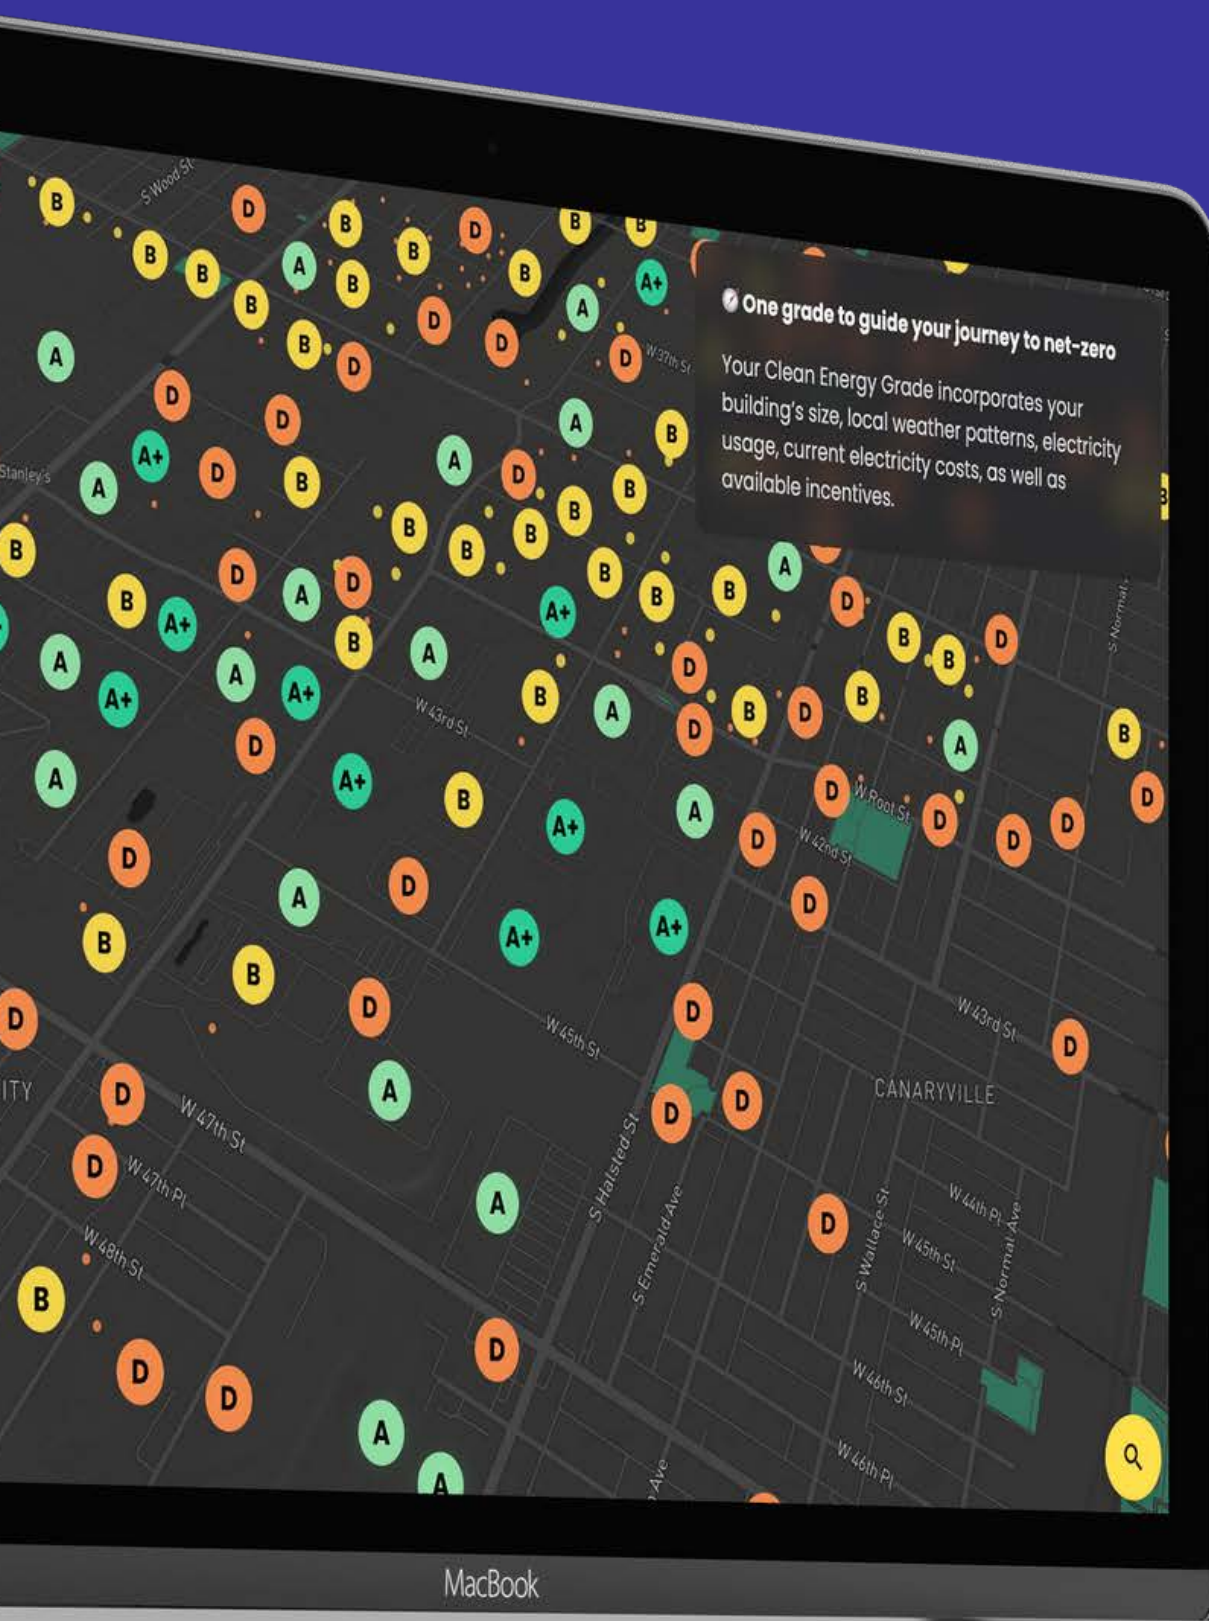 S Wood St
B
D
B
D
B
B
B
B
A
B
B
B
B
A+
B
A
B
D
D
D
A
D
D
W 37th St
One grade to guide your journey to net-zero
Your Clean Energy Grade incorporates your
building's size, local weather patterns, electricity
usage, current electricity costs, as well as
available incentives.
D
D
A
B
A+
A
D
D
Stanley's
A
B
B
B
B
B
B
B
B
D
A
D
A
B
A+
B
B
D
A+
B
B
B
D
S Normal
A
A
A
D
A+
A+
B
A
B
D
B
D
W 43rd St
D
D
A
B
A
A+
B
A+
A
D
W Root St
D
D
D
D
W 42nd St
D
D
A
D
D
B
A+
A+
B
D
D
D
W 43rd St
D
W 45th St
ITY
D
A
CANARYVILLE
D
D
W 47th St
D
W 47th Pl
A
S Halsted St
S Emerald Ave
D
S Wallace St
W 44th Pl
S Normal Ave
W 45th St
W 48th St
B
D
W 45th Pl
D
D
W 46th St
A
A
W 46th Pl
Ave
MacBook